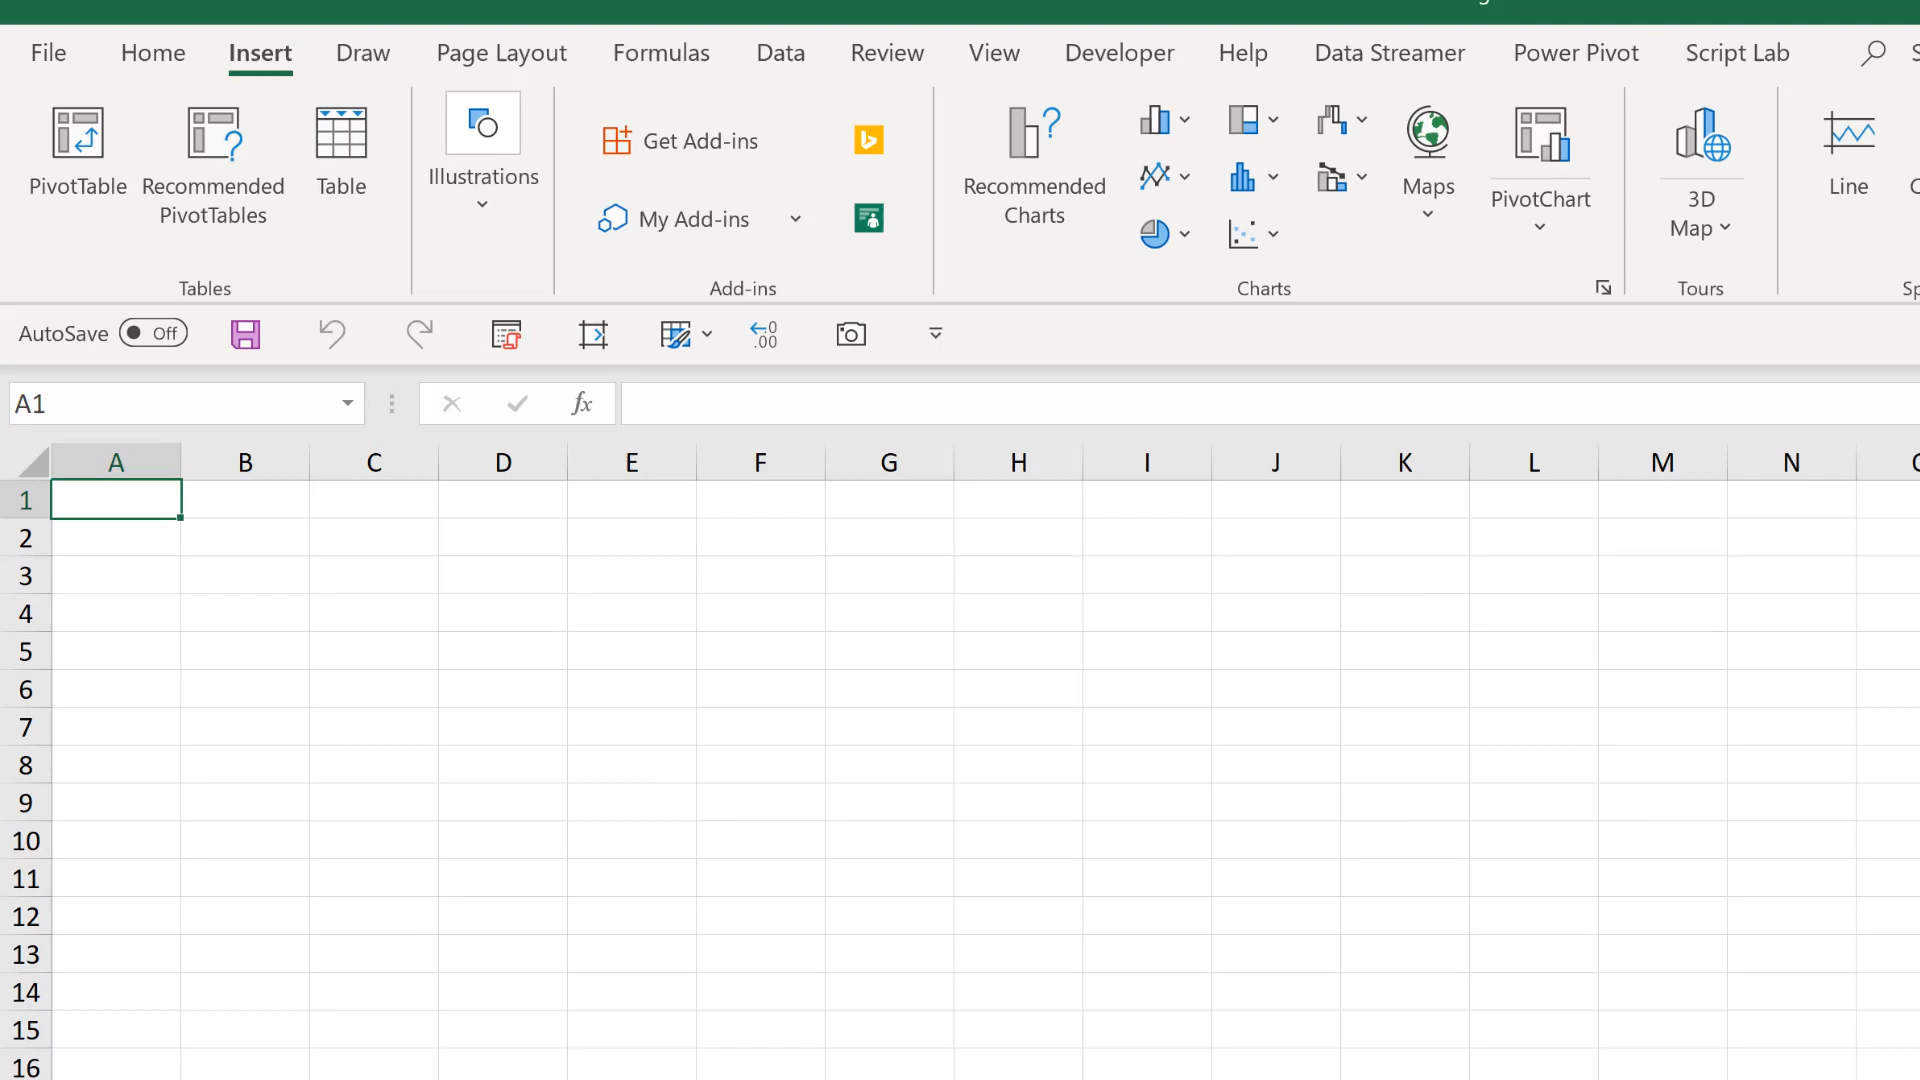 File Home Insert Draw Page Layout Formulas Data Review View Developer Help Data Streamer Power Pivot Script Lab
PivotTable
Recommended
PivotTables
Table
Tables
Illustrations
Get Add-ins
My Add-ins
Add-ins
Recommended
Charts
Maps
PivotChart
Charts
3D
Map
Tours
Line
AutoSave Off
A1
fx
A B C D E F G H I J K L M N
1
2
3
4
5
6
7
8
9
10
11
12
13
14
15
16